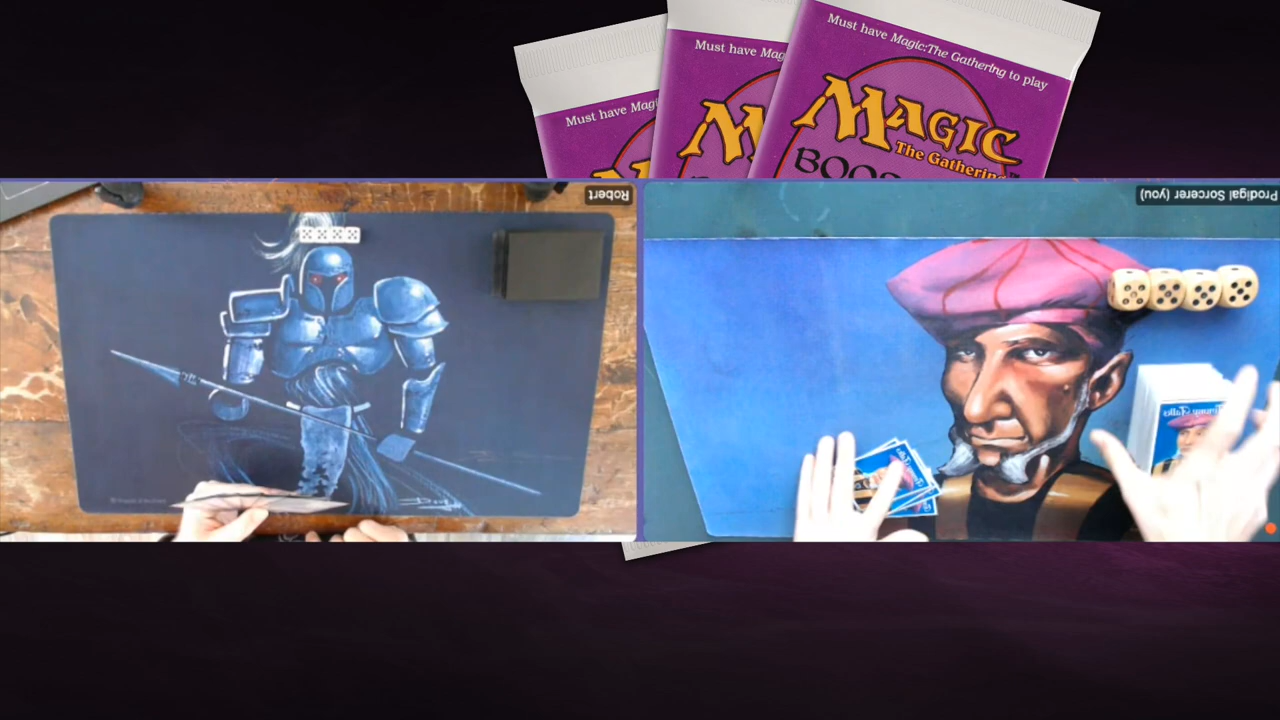 Must have Magic:The Gathering to play
Must have Mag
Must have Magi
MAGIC
The Gathering
BOOS
Robert
Prodigal Sorcerer (you)